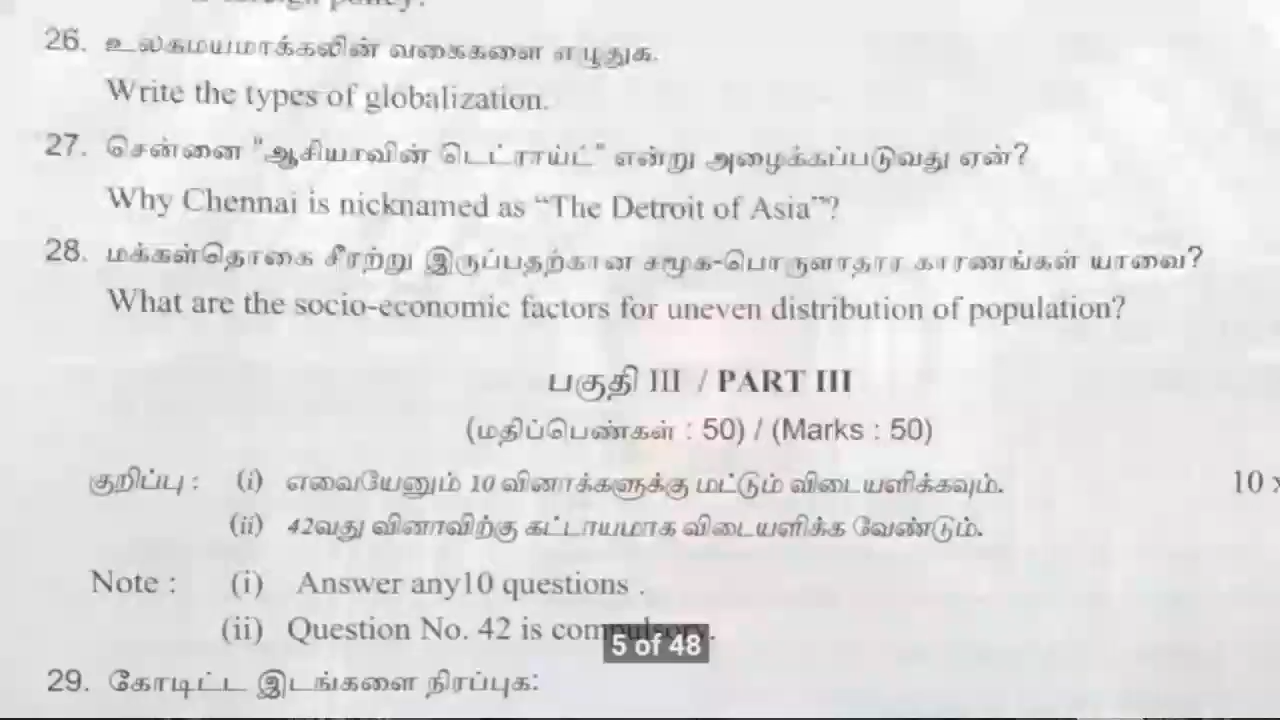 policy?
26. உலகமயமாக்கலின் வகைகளை எழுதுக.
Write the types of globalization.
27. சென்னை "ஆசியாவின் டெட்ராய்ட்" என்று அழைக்கப்படுவது ஏன்?
Why Chennai is nicknamed as “The Detroit of Asia”?
28. மக்கள்தொகை சீரற்று இருப்பதற்கான சமூக-பொருளாதார காரணங்கள் யாவை?
What are the socio-economic factors for uneven distribution of population?
பகுதி III / PART III
(மதிப்பெண்கள் : 50) / (Marks : 50)
குறிப்பு : (i) எவையேனும் 10 வினாக்களுக்கு மட்டும் விடையளிக்கவும். 10 x
(ii) 42வது வினாவிற்கு கட்டாயமாக விடையளிக்க வேண்டும்.
Note : (i) Answer any10 questions .
(ii) Question No. 42 is compulsory.
5 of 48
29. கோடிட்ட இடங்களை நிரப்புக: